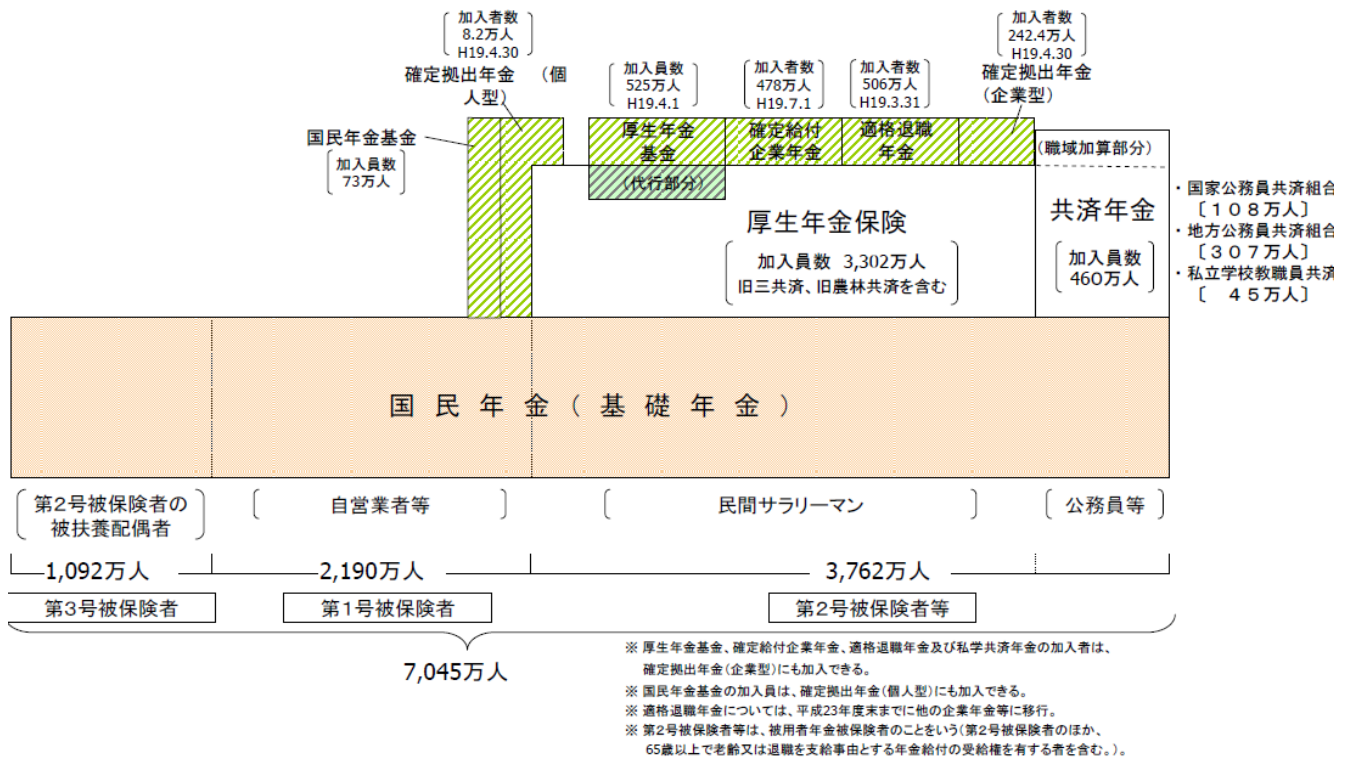 加入者数
8.2万人
H19.4.30
確定拠出年金　（個
人型）
加入員数
525万人
H19.4.1
加入者数
478万人
H19.7.1
加入者数
506万人
H19.3.31
加入者数
242.4万人
H19.4.30
確定拠出年金
（企業型）
国民年金基金
加入員数
73万人
厚生年金
基金
確定給付
企業年金
適格退職
年金
（職域加算部分）
（代行部分）
厚生年金保険
加入員数 3,302万人
旧三共済、旧農林共済を含む
共済年金
加入員数
460万人
・国家公務員共済組合
〔１０８万人〕
・地方公務員共済組合
〔３０７万人〕
・私立学校教職員共済
〔　４５万人〕
国 民 年 金 （ 基 礎 年 金 ）
第２号被保険者の
被扶養配偶者
自営業者等
民間サラリーマン
公務員等
1,092万人
2,190万人
3,762万人
第３号被保険者
第１号被保険者
第２号被保険者等
7,045万人
※ 厚生年金基金、確定給付企業年金、適格退職年金及び私学共済年金の加入者は、
確定拠出年金（企業型）にも加入できる。
※ 国民年金基金の加入員は、確定拠出年金（個人型）にも加入できる。
※ 適格退職年金については、平成23年度末までに他の企業年金等に移行。
※ 第２号被保険者等は、被用者年金被保険者のことをいう（第２号被保険者のほか、
65歳以上で老齢又は退職を支給事由とする年金給付の受給権を有する者を含む。）。